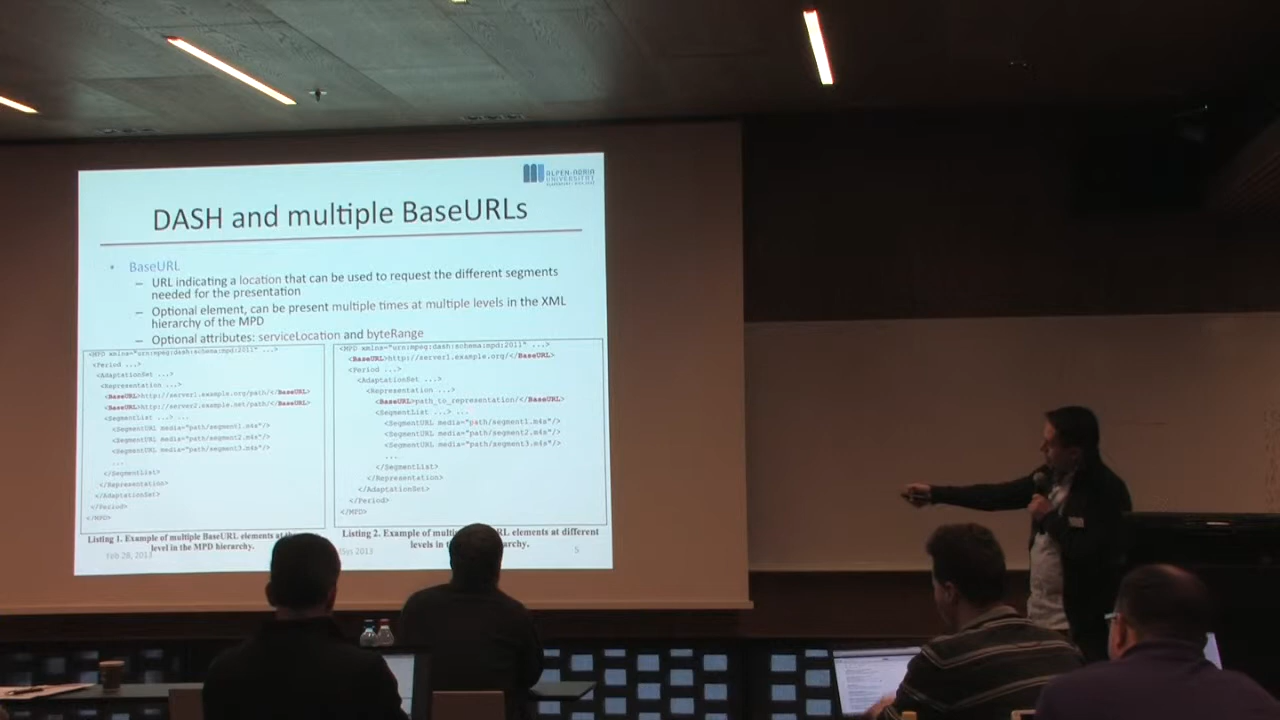 ALPEN-ADRIA
UNIVERSITÄT
DASH and multiple BaseURLs
• BaseURL
– URL indicating a location that can be used to request the different segments
needed for the presentation
– Optional element, can be present multiple times at multiple levels in the XML
hierarchy of the MPD
– Optional attributes: serviceLocation and byteRange
<MPD xmlns="urn:mpeg:dash:schema:mpd:2011" ...>
<Period ...>
<AdaptationSet ...>
<Representation ...>
<BaseURL>http://server1.example.org/path/</BaseURL>
<BaseURL>http://server2.example.net/path/</BaseURL>
<SegmentList ...> ...
<SegmentURL media="path/segment1.m4s"/>
<SegmentURL media="path/segment2.m4s"/>
<SegmentURL media="path/segment3.m4s"/>
...
</SegmentList>
</Representation>
</AdaptationSet>
</Period>
</MPD>
Listing 1. Example of multiple BaseURL elements at
level in the MPD hierarchy.
<MPD xmlns="urn:mpeg:dash:schema:mpd:2011" ...>
<BaseURL>http://server1.example.org/</BaseURL>
<Period ...>
<AdaptationSet ...>
<Representation ...>
<BaseURL>path_to_representation/</BaseURL>
<SegmentList ...> ...
<SegmentURL media="path/segment1.m4s"/>
<SegmentURL media="path/segment2.m4s"/>
<SegmentURL media="path/segment3.m4s"/>
...
</SegmentList>
</Representation>
</AdaptationSet>
</Period>
</MPD>
Listing 2. Example of RL elements at different
levels in
Feb 28, 2013
Sys 2013
5